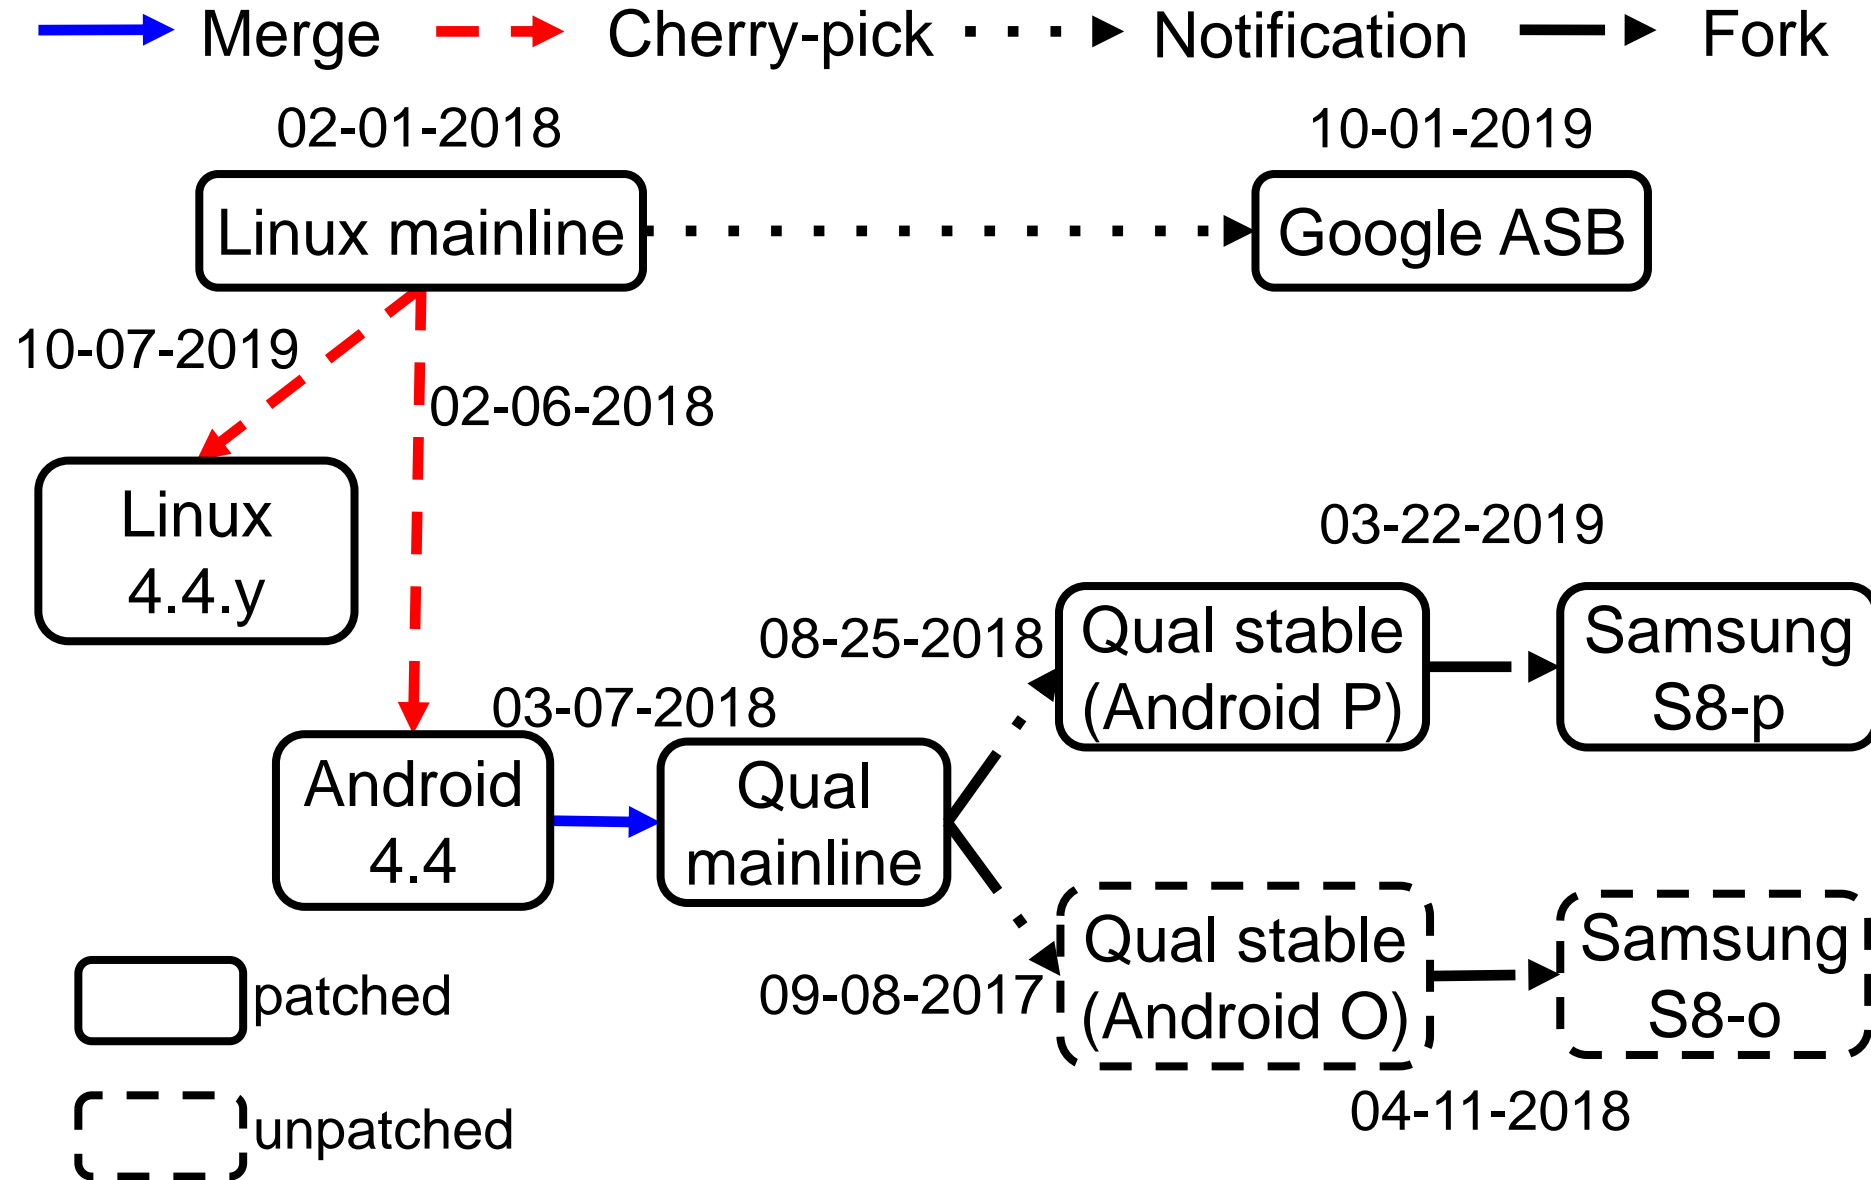 Merge Cherry-pick Notification Fork
02-01-2018 10-01-2019
Linux mainline Google ASB
10-07-2019
02-06-2018
Linux
4.4.y
03-22-2019
08-25-2018
Qual stable
(Android P)
Samsung
S8-p
03-07-2018
Android
4.4
Qual
mainline
Qual stable
(Android O)
Samsung
S8-o
09-08-2017
04-11-2018
patched
unpatched